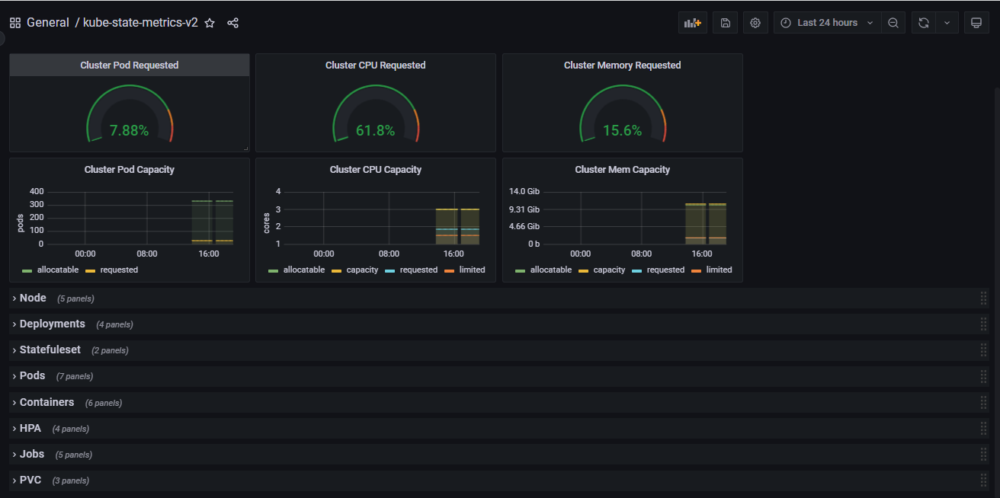 General / kube-state-metrics-v2
Last 24 hours
Cluster Pod Requested
7.88%
Cluster CPU Requested
61.8%
Cluster Memory Requested
15.6%
Cluster Pod Capacity
pods
400
300
200
100
0
00:00 08:00 16:00
allocatable requested
Cluster CPU Capacity
cores
4
3
2
1
00:00 08:00 16:00
allocatable capacity requested limited
Cluster Mem Capacity
14.0 Gib
9.31 Gib
4.66 Gib
0 b
00:00 08:00 16:00
allocatable capacity requested limited
Node (5 panels)
Deployments (4 panels)
Statefuleset (2 panels)
Pods (7 panels)
Containers (6 panels)
HPA (4 panels)
Jobs (5 panels)
PVC (3 panels)